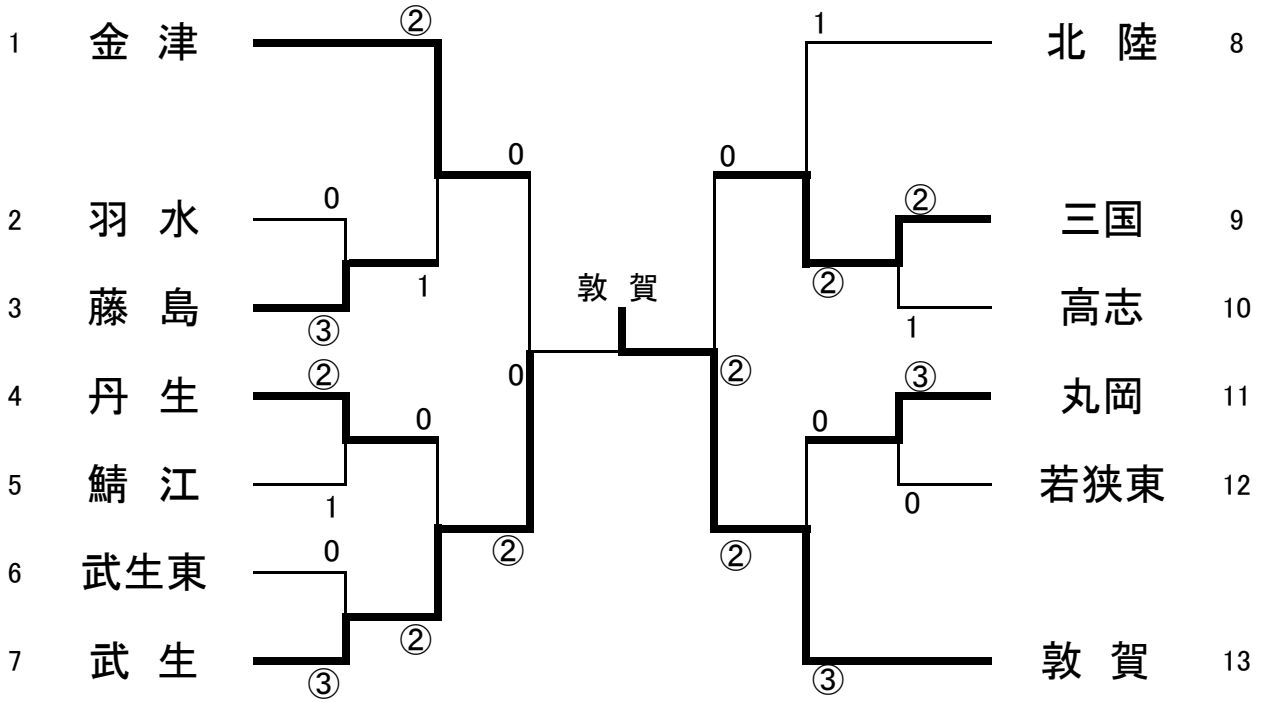 ② 1
1 金 津 北 陸 8
0 0
2 羽 水 0 ② 三国 9
1 敦 賀 ②
3 藤 島 ③ 1 高志 10
4 丹 生 ② 0 ② ③ 丸岡 11
0 0
5 鯖 江 1 0 若狭東 12
6 武生東 0 ② ②
②
7 武 生 ③ ③ 敦 賀 13